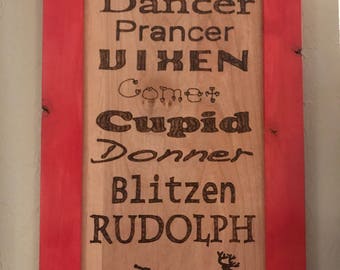 Dancer
Prancer
VIXEN
Comet
Cupid
Donner
Blitzen
RUDOLPH